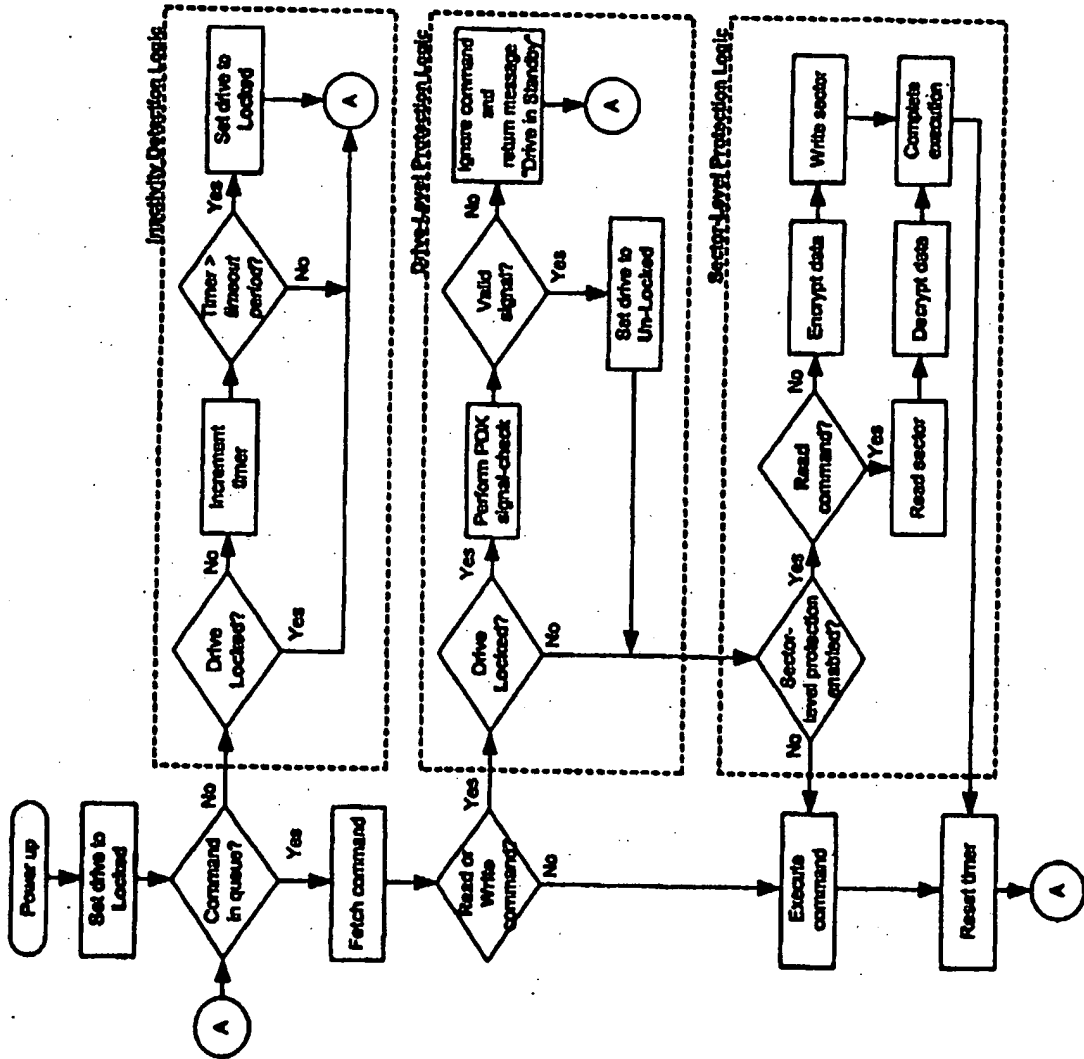 Power up
Set drive to
Locked
A
Command
in queue?
No
Yes
Inactivity Detection Logic
Drive
Locked?
No
Yes
Increment
timer
Timer >
timeout
period?
Yes
No
Set drive to
Locked
A
Fetch command
Read or
Write
command?
Yes
No
Drive-Level Protection Logic
Drive
Locked?
Yes
No
Perform PDK
signal-check
Valid
signal?
No
Yes
Ignore command
and
return message
"Drive in Standby"
A
Set drive to
Un-Locked
Sector-Level Protection Logic
Sector-
level protection
enabled?
No
Yes
Read
command?
No
Yes
Encrypt data
Write sector
Read sector
Decrypt data
Complete
execution
Execute
command
Reset timer
A